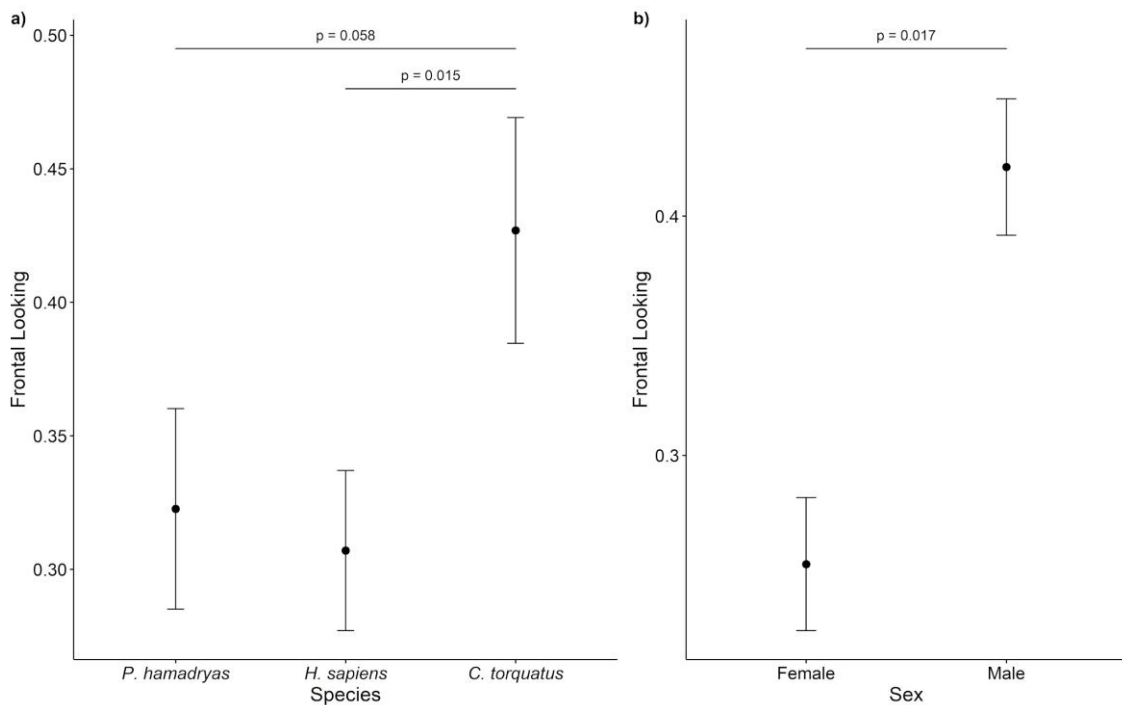 a)
p = 0.058
p = 0.015
0.50
0.45
0.40
0.35
0.30
Frontal Looking
P. hamadryas H. sapiens C. torquatus
Species
b)
p = 0.017
0.4
0.3
Frontal Looking
Female Male
Sex